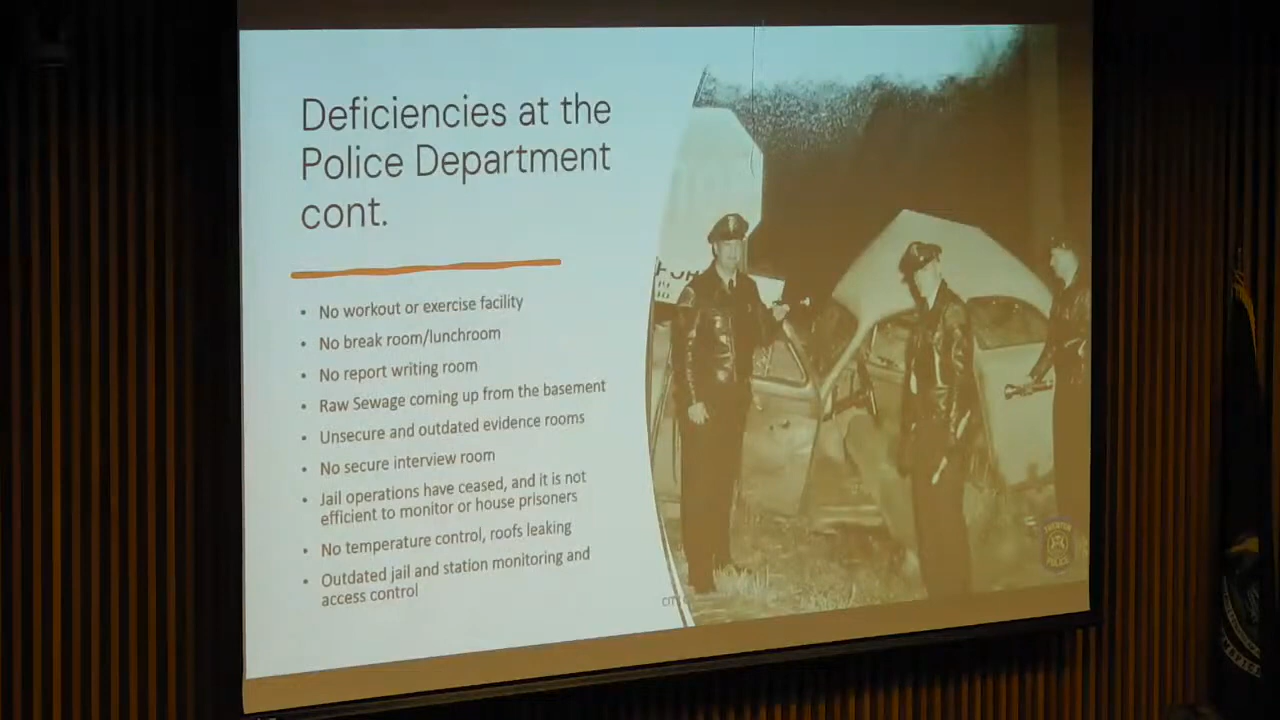 Deficiencies at the
Police Department
cont.
• No workout or exercise facility
• No break room/lunchroom
• No report writing room
• Raw Sewage coming up from the basement
• Unsecure and outdated evidence rooms
• No secure interview room
• Jail operations have ceased, and it is not
efficient to monitor or house prisoners
• No temperature control, roofs leaking
• Outdated jail and station monitoring and
access control
POLICE